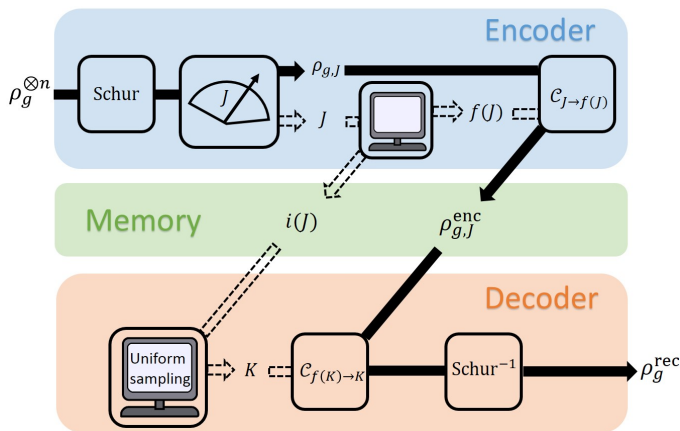 Encoder
ρ_g^{⊗n}
Schur
J
ρ_{g,J}
J
f(J)
𝒞_{J→f(J)}
Memory
i(J)
ρ_{g,J}^{enc}
Decoder
Uniform
sampling
K
𝒞_{f(K)→K}
Schur^{−1}
ρ_g^{rec}